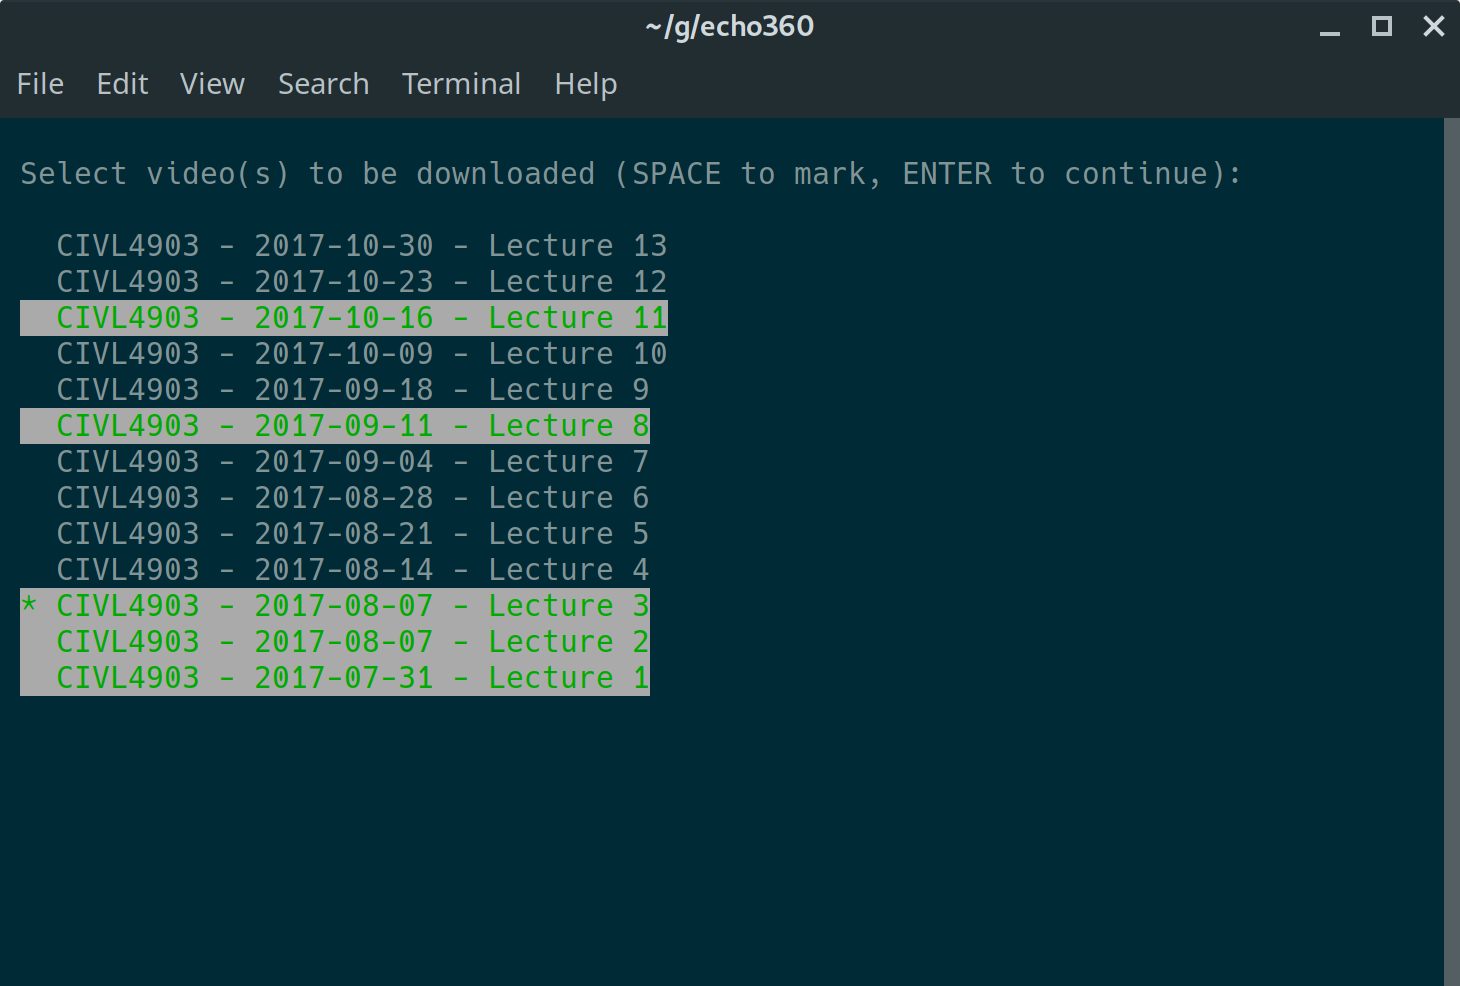 ~/g/echo360
File Edit View Search Terminal Help
Select video(s) to be downloaded (SPACE to mark, ENTER to continue):
CIVL4903 - 2017-10-30 - Lecture 13
CIVL4903 - 2017-10-23 - Lecture 12
CIVL4903 - 2017-10-16 - Lecture 11
CIVL4903 - 2017-10-09 - Lecture 10
CIVL4903 - 2017-09-18 - Lecture 9
CIVL4903 - 2017-09-11 - Lecture 8
CIVL4903 - 2017-09-04 - Lecture 7
CIVL4903 - 2017-08-28 - Lecture 6
CIVL4903 - 2017-08-21 - Lecture 5
CIVL4903 - 2017-08-14 - Lecture 4
* CIVL4903 - 2017-08-07 - Lecture 3
CIVL4903 - 2017-08-07 - Lecture 2
CIVL4903 - 2017-07-31 - Lecture 1